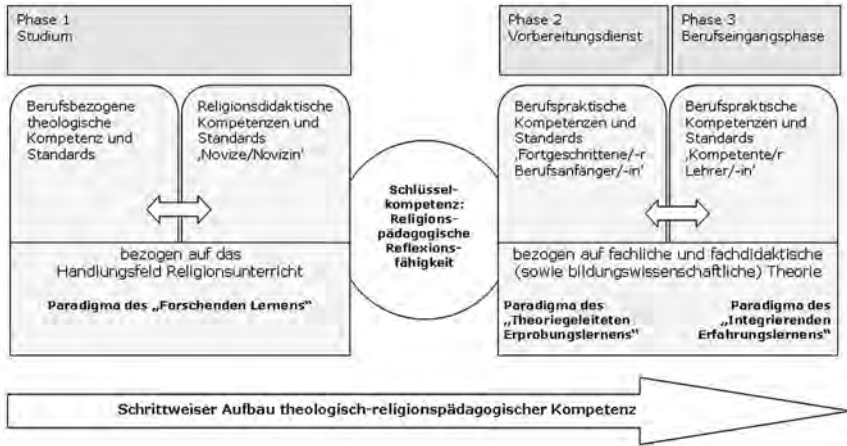 Phase 1
Studium
Phase 2
Vorbereitungsdienst
Phase 3
Berufseingangsphase
Berufsbezogene
theologische
Kompetenz und
Standards
Religionsdidaktische
Kompetenzen und
Standards
‚Novize/Novizin'
Berufspraktische
Kompetenzen und
Standards
‚Fortgeschrittene/-r
Berufsanfänger/-in'
Berufspraktische
Kompetenzen und
Standards
‚Kompetente/r
Lehrer/-in'
Schlüssel-
kompetenz:
Religions-
pädagogische
Reflexions-
fähigkeit
bezogen auf das
Handlungsfeld Religionsunterricht
Paradigma des „Forschenden Lernens“
bezogen auf fachliche und fachdidaktische
(sowie bildungswissenschaftliche) Theorie
Paradigma des
„Theoriegeleiteten
Erprobungslernens“
Paradigma des
„Integrierenden
Erfahrungslernens“
Schrittweiser Aufbau theologisch-religionspädagogischer Kompetenz